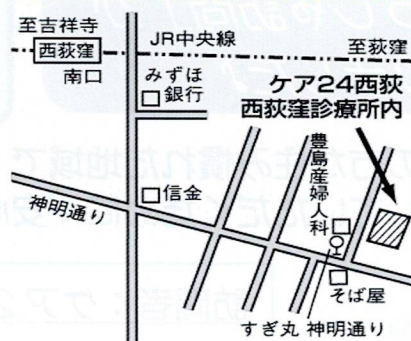 至吉祥寺
JR中央線
至荻窪
西荻窪
南口
みずほ
銀行
ケア24西荻
西荻窪診療所内
豊島産婦人科
信金
神明通り
そば屋
すぎ丸 神明通り